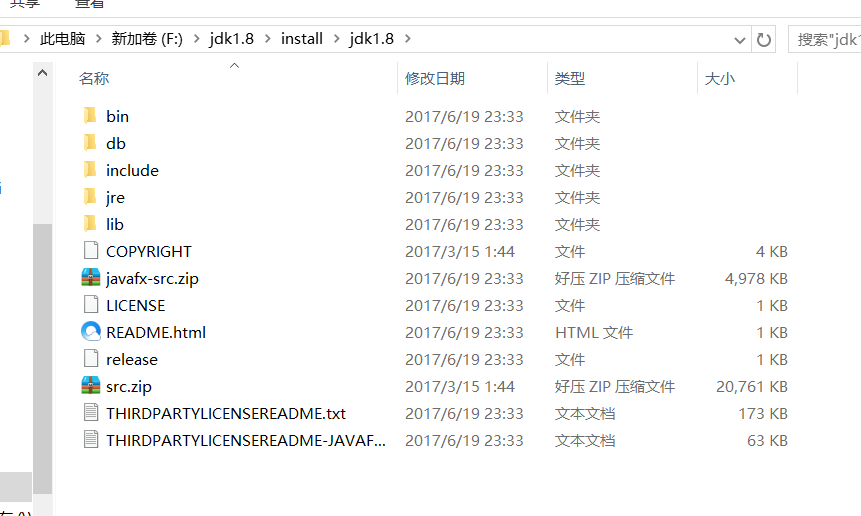 共享 查看
此电脑 > 新加卷 (F:) > jdk1.8 > install > jdk1.8 >
搜索"jdk1
名称 修改日期 类型 大小
bin 2017/6/19 23:33 文件夹
db 2017/6/19 23:33 文件夹
include 2017/6/19 23:33 文件夹
jre 2017/6/19 23:33 文件夹
lib 2017/6/19 23:33 文件夹
COPYRIGHT 2017/3/15 1:44 文件 4 KB
javafx-src.zip 2017/6/19 23:33 好压 ZIP 压缩文件 4,978 KB
LICENSE 2017/6/19 23:33 文件 1 KB
README.html 2017/6/19 23:33 HTML 文件 1 KB
release 2017/6/19 23:33 文件 1 KB
src.zip 2017/3/15 1:44 好压 ZIP 压缩文件 20,761 KB
THIRDPARTYLICENSEREADME.txt 2017/6/19 23:33 文本文档 173 KB
THIRDPARTYLICENSEREADME-JAVAF... 2017/6/19 23:33 文本文档 63 KB